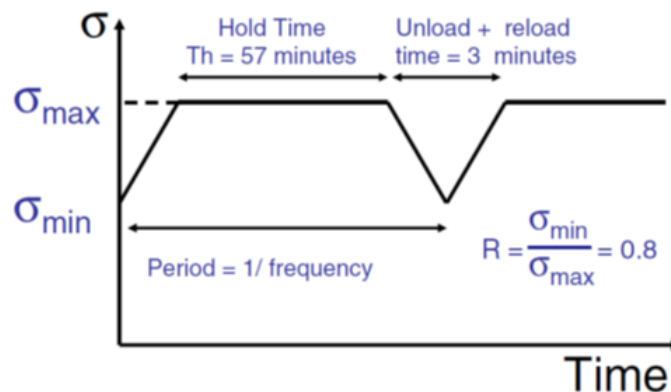 σ
Hold Time
Th = 57 minutes
Unload + reload
time = 3 minutes
σmax
σmin
Period = 1/ frequency
R = σmin/σmax = 0.8
Time